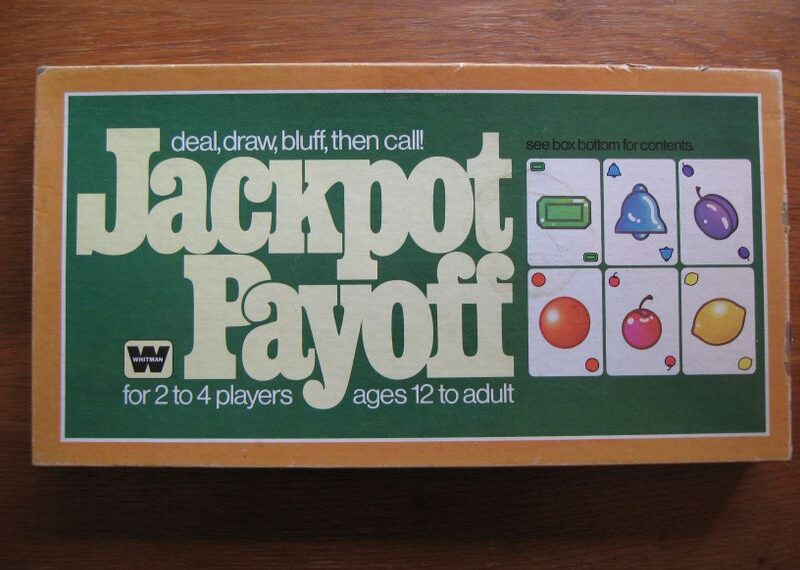 deal, draw, bluff, then call!
Jackpot
Payoff
see box bottom for contents.
WHITMAN
for 2 to 4 players
ages 12 to adult